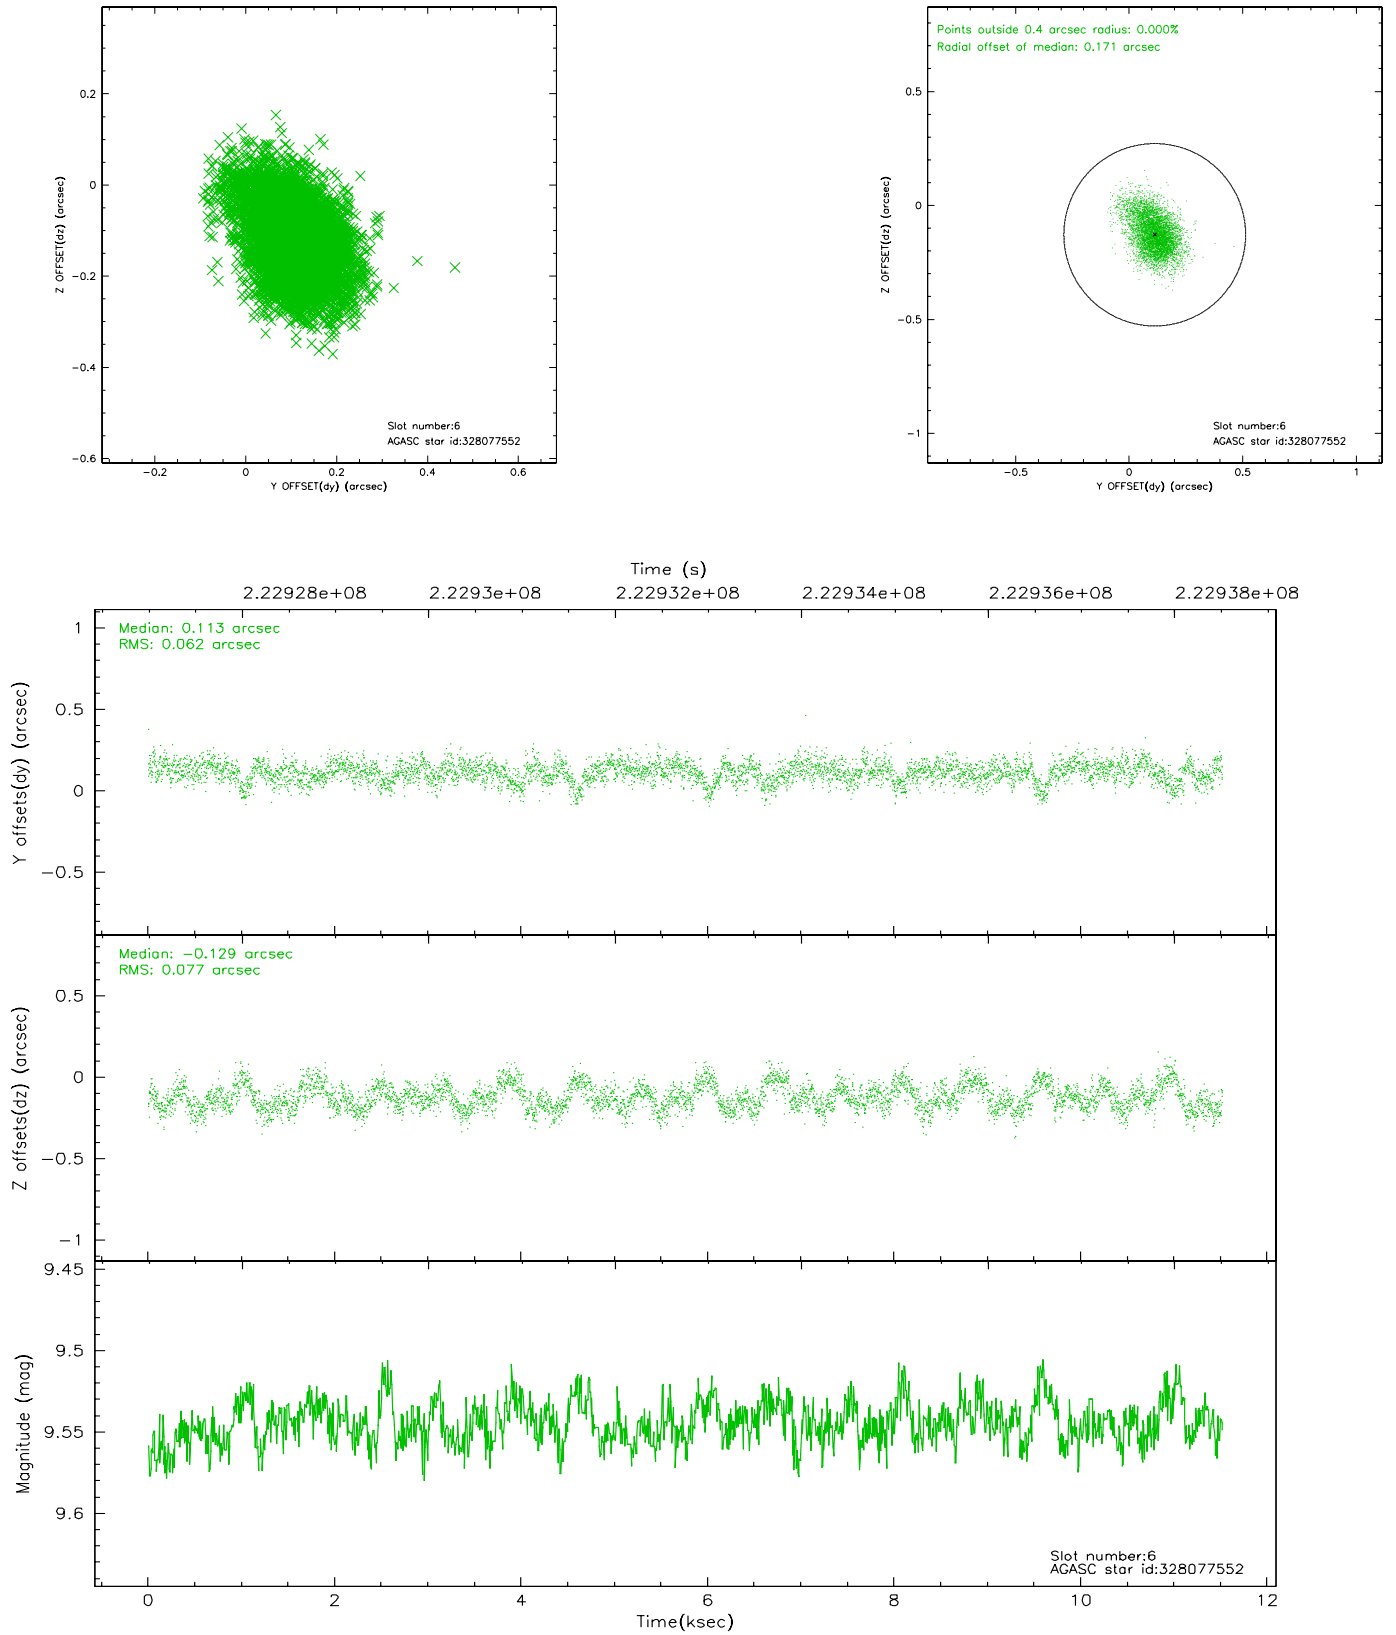 0.2
0
−0.2
−0.4
−0.6
Z OFFSET(dz) (arcsec)
Slot number:6
AGASC star id:328077552
−0.2 0 0.2 0.4 0.6
Y OFFSET(dy) (arcsec)
Points outside 0.4 arcsec radius: 0.000%
Radial offset of median: 0.171 arcsec
0.5
0
−0.5
−1
Z OFFSET(dz) (arcsec)
Slot number:6
AGASC star id:328077552
−0.5 0 0.5 1
Y OFFSET(dy) (arcsec)
Time (s)
2.22928e+08 2.2293e+08 2.22932e+08 2.22934e+08 2.22936e+08 2.22938e+08
Median: 0.113 arcsec
RMS: 0.062 arcsec
1
0.5
0
−0.5
Y offsets(dy) (arcsec)
Median: −0.129 arcsec
RMS: 0.077 arcsec
0.5
0
−0.5
−1
Z offsets(dz) (arcsec)
9.45
9.5
9.55
9.6
Magnitude (mag)
Slot number:6
AGASC star id:328077552
0 2 4 6 8 10 12
Time(ksec)